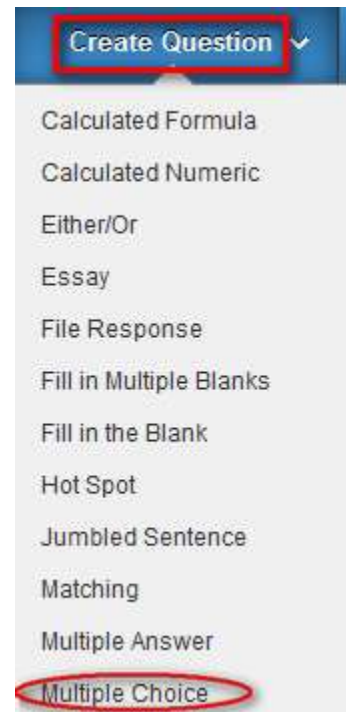 Create Question
Calculated Formula
Calculated Numeric
Either/Or
Essay
File Response
Fill in Multiple Blanks
Fill in the Blank
Hot Spot
Jumbled Sentence
Matching
Multiple Answer
Multiple Choice